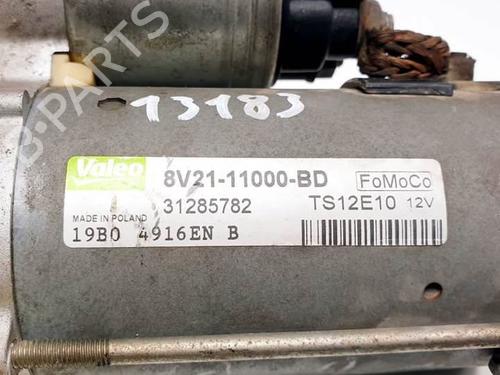 B-PARTS
13183
Valeo
8V21-11000-BD
FoMoCo
31285782
TS12E10 12V
MADE IN POLAND
19B0 4916EN B